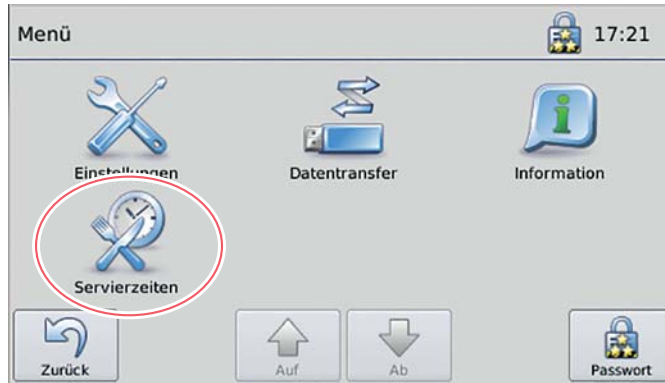 Menü 17:21
Einstellungen Datentransfer Information
Servierzeiten
Zurück Auf Ab Passwort